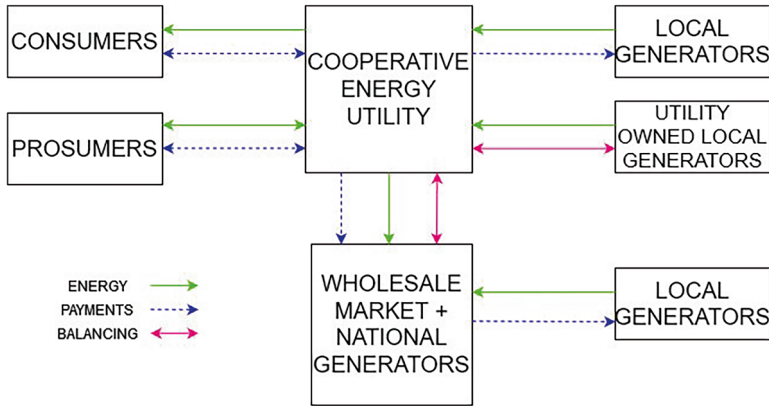 CONSUMERS
COOPERATIVE
ENERGY
UTILITY
LOCAL
GENERATORS
PROSUMERS
UTILITY
OWNED LOCAL
GENERATORS
ENERGY
PAYMENTS
BALANCING
WHOLESALE
MARKET +
NATIONAL
GENERATORS
LOCAL
GENERATORS